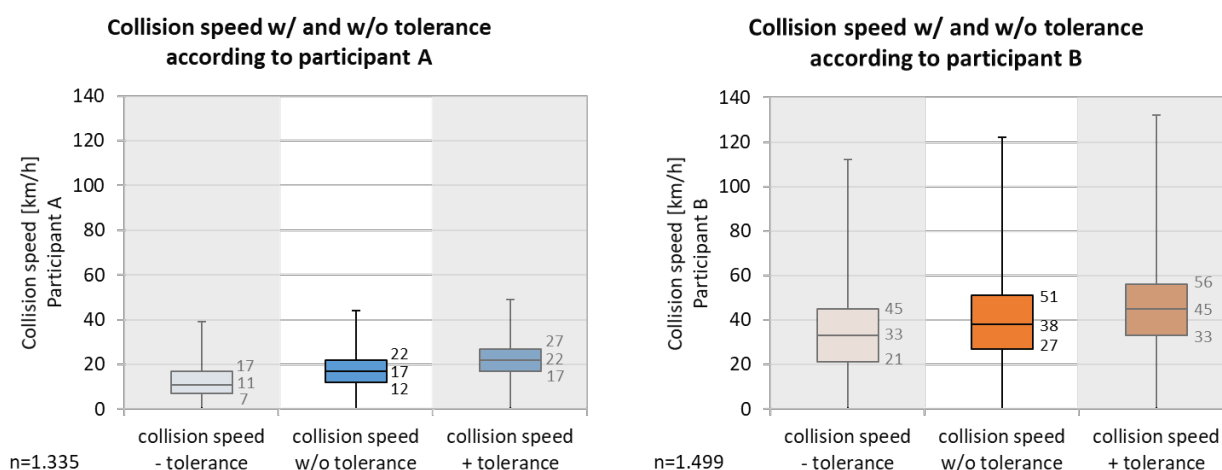 Collision speed w/ and w/o tolerance
according to participant A
Collision speed [km/h]
Participant A
140
120
100
80
60
40
20
0
17
11
7
22
17
12
27
22
17
collision speed
- tolerance
collision speed
w/o tolerance
collision speed
+ tolerance
n=1.335
Collision speed w/ and w/o tolerance
according to participant B
Collision speed [km/h]
Participant B
140
120
100
80
60
40
20
0
45
33
21
51
38
27
56
45
33
collision speed
- tolerance
collision speed
w/o tolerance
collision speed
+ tolerance
n=1.499